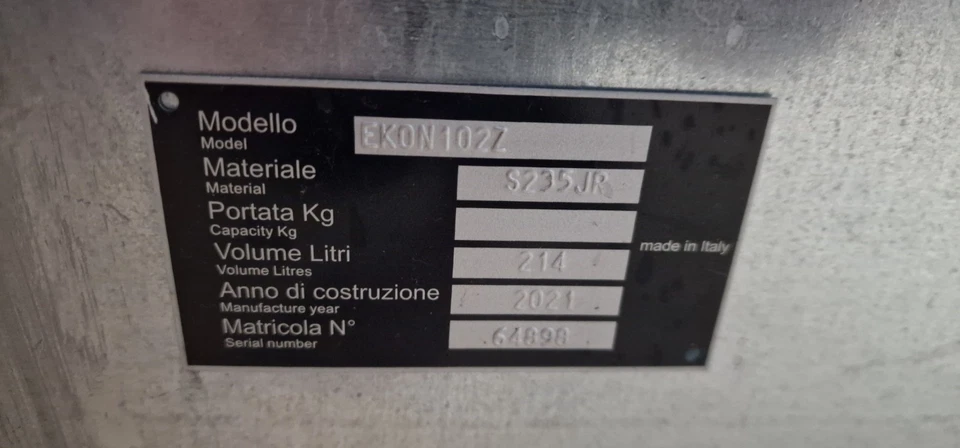 Modello EKON102Z
Model
Materiale S235JR
Material
Portata Kg
Capacity Kg
made in Italy
Volume Litri 214
Volume Litres
Anno di costruzione 2021
Manufacture year
Matricola N° 64898
Serial number